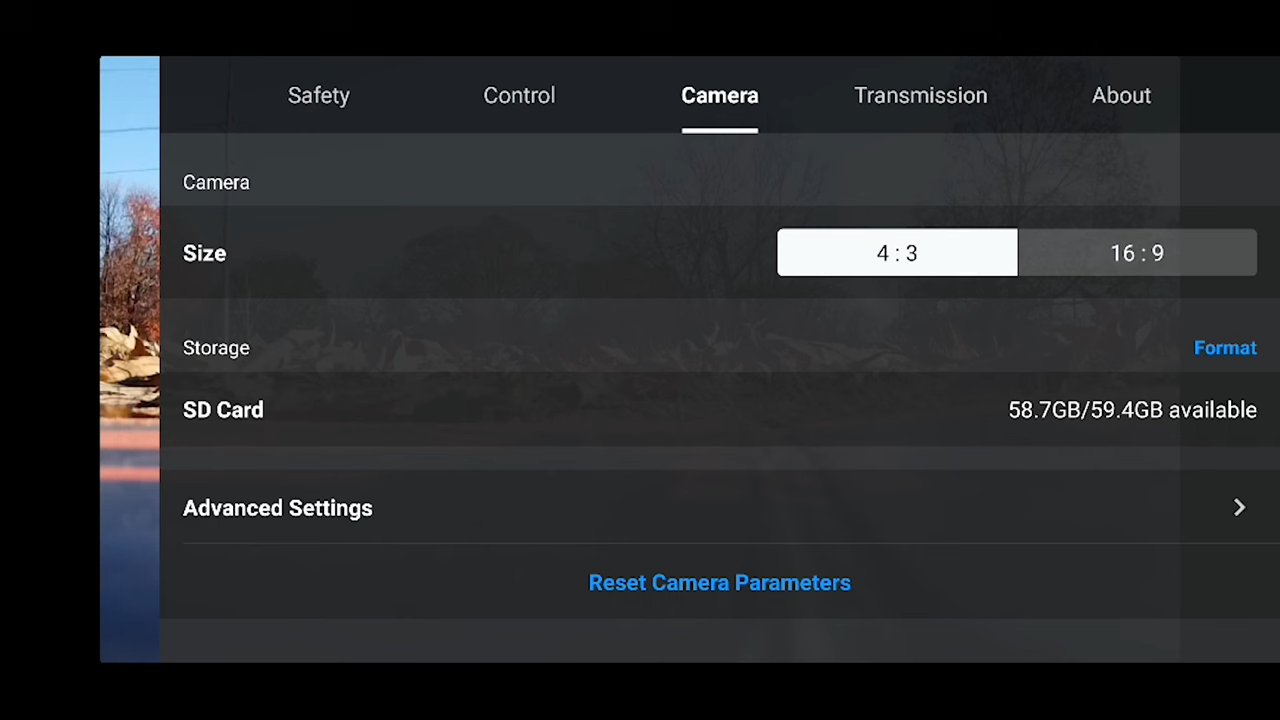 Safety Control Camera Transmission About
Camera
Size 4 : 3 16 : 9
Storage Format
SD Card 58.7GB/59.4GB available
Advanced Settings
Reset Camera Parameters